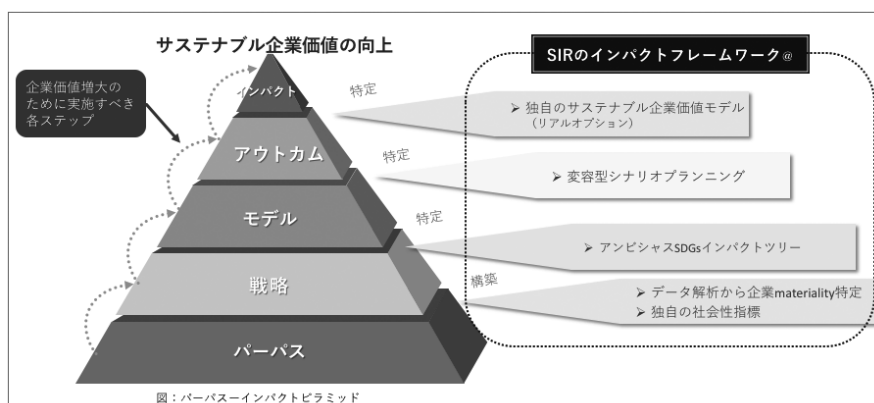 サステナブル企業価値の向上
SIRのインパクトフレームワーク@
企業価値増大の
ために実施すべき
各ステップ
インパクト
特定
➢ 独自のサステナブル企業価値モデル
（リアルオプション）
アウトカム
特定
➢ 変容型シナリオプランニング
モデル
特定
➢ アンビシャスSDGsインパクトツリー
戦略
構築
➢ データ解析から企業materiality特定
➢ 独自の社会性指標
パーパス
図：パーパスーインパクトピラミッド